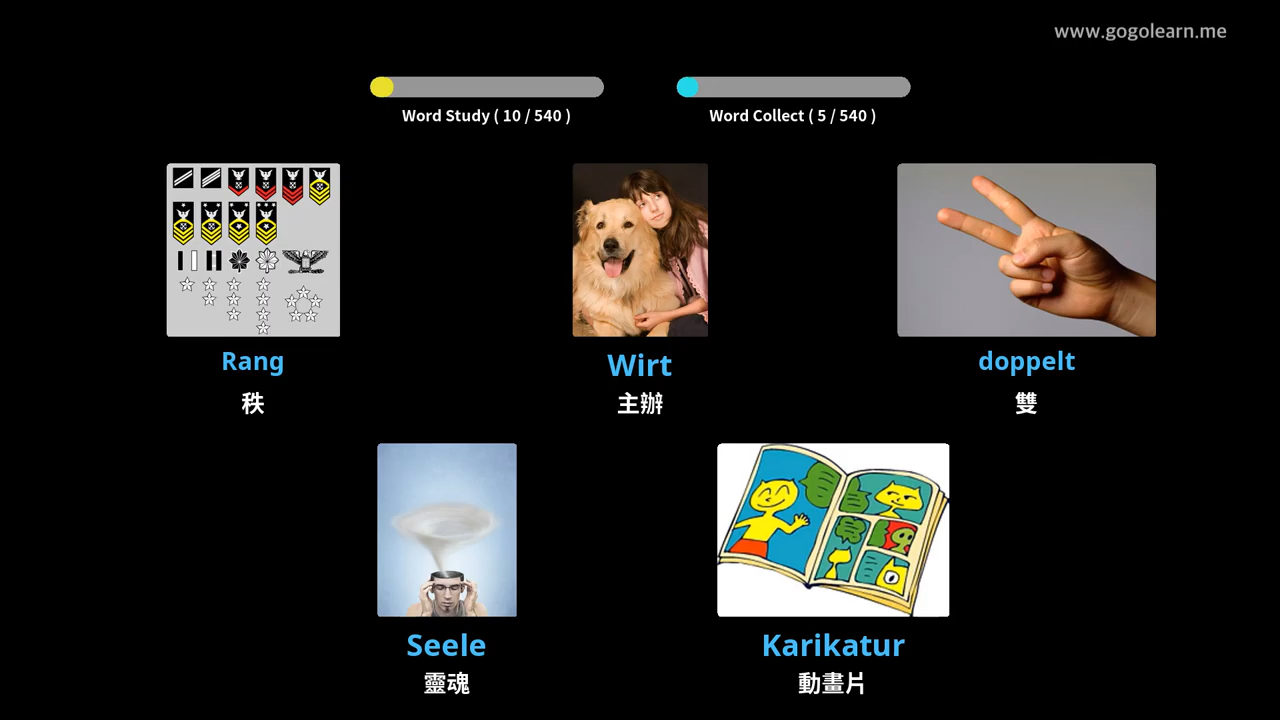 www.gogolearn.me
Word Study ( 10 / 540 )
Word Collect ( 5 / 540 )
Rang
Wirt
doppelt
秩
主辦
雙
Seele
Karikatur
靈魂
動畫片